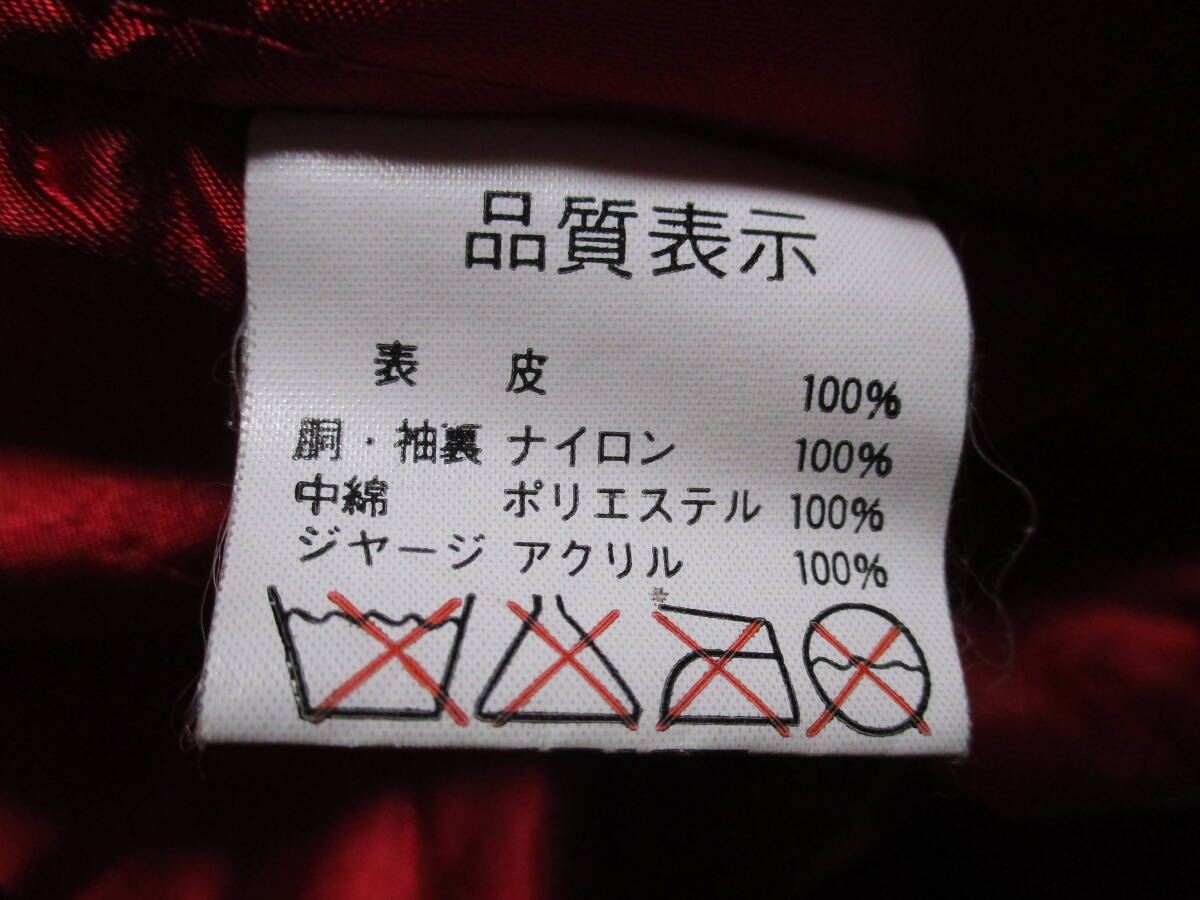 品質表示
表 皮 100%
胴・袖裏 ナイロン 100%
中綿 ポリエステル 100%
ジャージ アクリル 100%